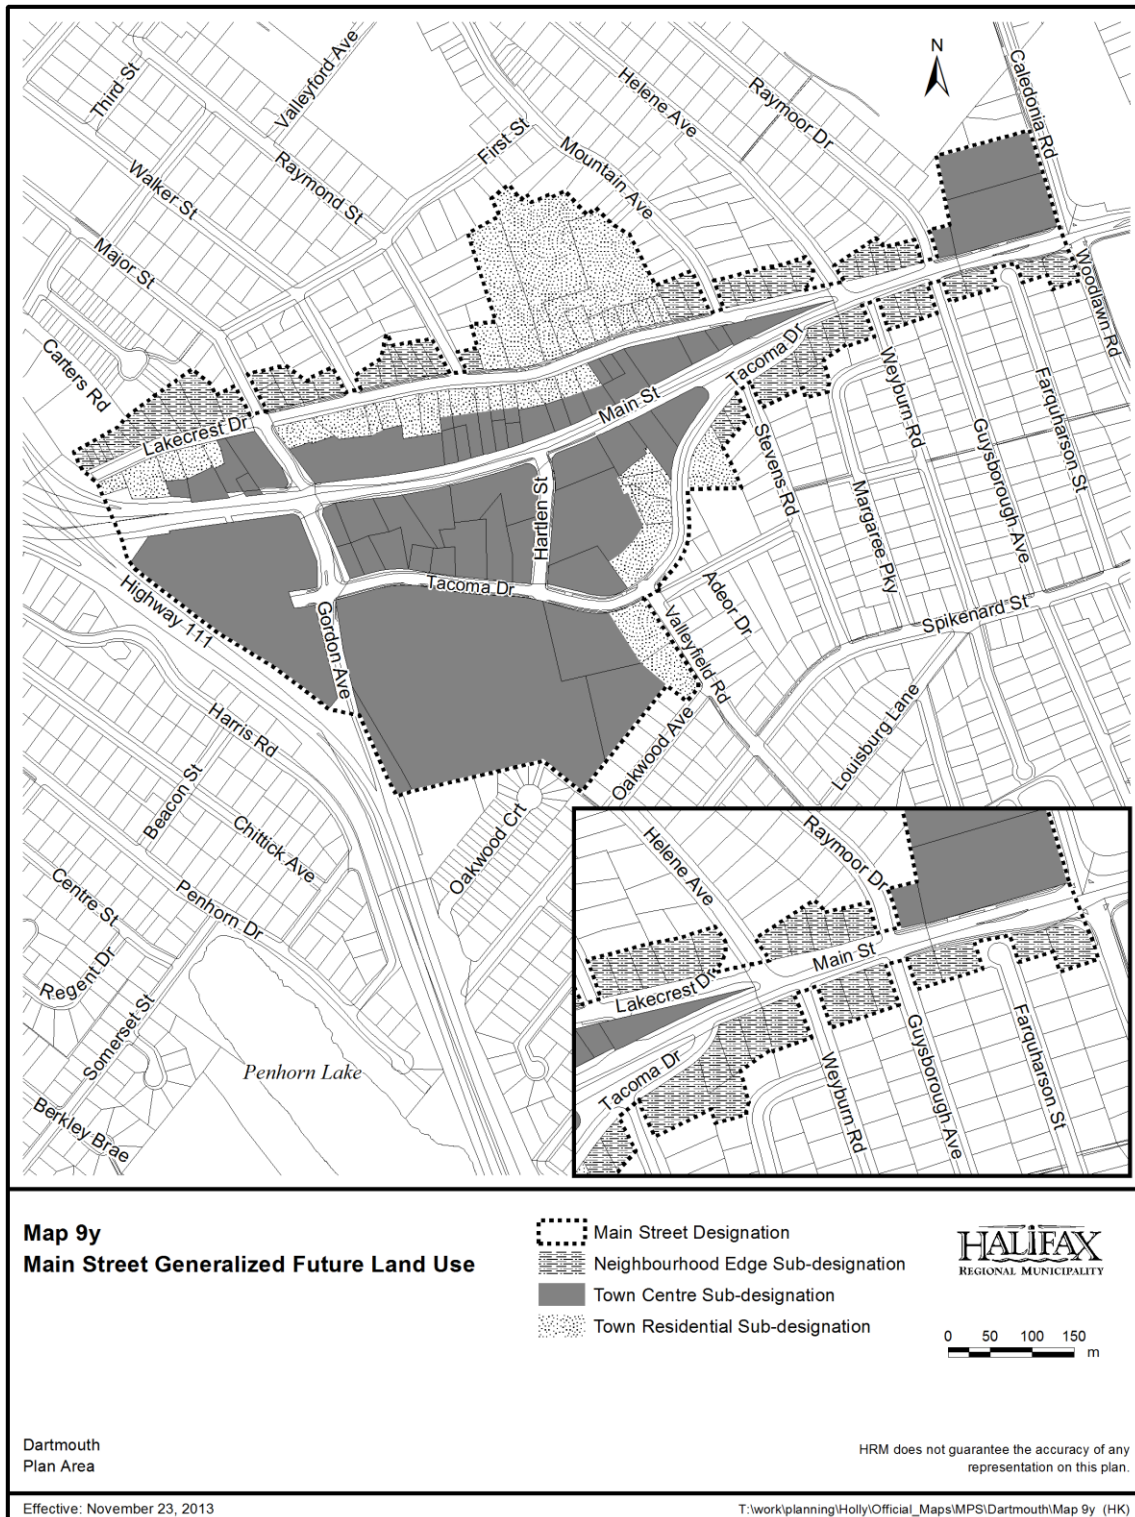 N
Third St
Valleyford Ave
Helene Ave
Raymoor Dr
Caledonia Rd
First St
Mountain Ave
Walker St
Raymond St
Major St
Woodlawn Rd
Carters Rd
Lakecrest Dr
Main St
Tacoma Dr
Weyburn Rd
Farquharson St
Stevens Rd
Guysborough Ave
Margaree Pky
Hartlen St
Tacoma Dr
Adeor Dr
Highway 111
Gordon Ave
Valleyfield Rd
Spikenard St
Harris Rd
Louisburg Lane
Oakwood Ave
Beacon St
Chittick Ave
Oakwood Crt
Centre St
Penhorn Dr
Regent Dr
Somerset St
Penhorn Lake
Berkley Brae
Helene Ave
Raymoor Dr
Main St
Lakecrest Dr
Tacoma Dr
Weyburn Rd
Guysborough Ave
Farquharson St
Map 9y
Main Street Generalized Future Land Use
Main Street Designation
Neighbourhood Edge Sub-designation
Town Centre Sub-designation
Town Residential Sub-designation
HALIFAX
REGIONAL MUNICIPALITY
0 50 100 150
m
Dartmouth
Plan Area
HRM does not guarantee the accuracy of any
representation on this plan.
Effective: November 23, 2013
T:\work\planning\Holly\Official_Maps\MPS\Dartmouth\Map 9y (HK)